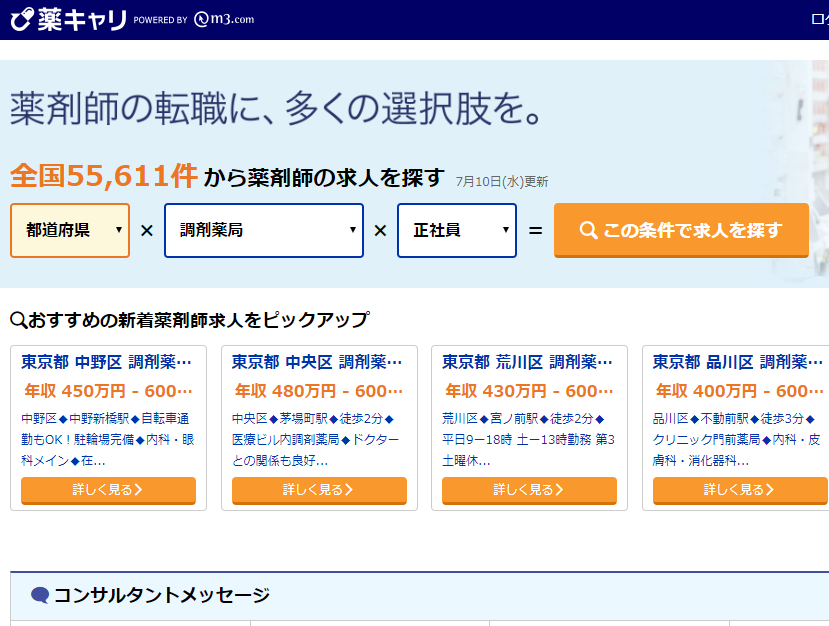 薬キャリ POWERED BY m3.com
薬剤師の転職に、多くの選択肢を。
全国55,611件から薬剤師の求人を探す 7月10日(水)更新
都道府県 ▼ × 調剤薬局 ▼ × 正社員 ▼ = この条件で求人を探す
おすすめの新着薬剤師求人をピックアップ
東京都 中野区 調剤薬…
年収 450万円 - 600…
中野区◆中野新橋駅◆自転車通
勤もOK！駐輪場完備◆内科・眼
科メイン◆在…
詳しく見る
東京都 中央区 調剤薬…
年収 480万円 - 600…
中央区◆茅場町駅◆徒歩2分◆
医療ビル内調剤薬局◆ドクター
との関係も良好…
詳しく見る
東京都 荒川区 調剤薬…
年収 430万円 - 600…
荒川区◆宮ノ前駅◆徒歩2分◆
平日9ー18時 土ー13時勤務 第3
土曜休…
詳しく見る
東京都 品川区 調剤薬…
年収 400万円 - 600…
品川区◆不動前駅◆徒歩3分◆
クリニック門前薬局◆内科・皮
膚科・消化器科…
詳しく見る
コンサルタントメッセージ